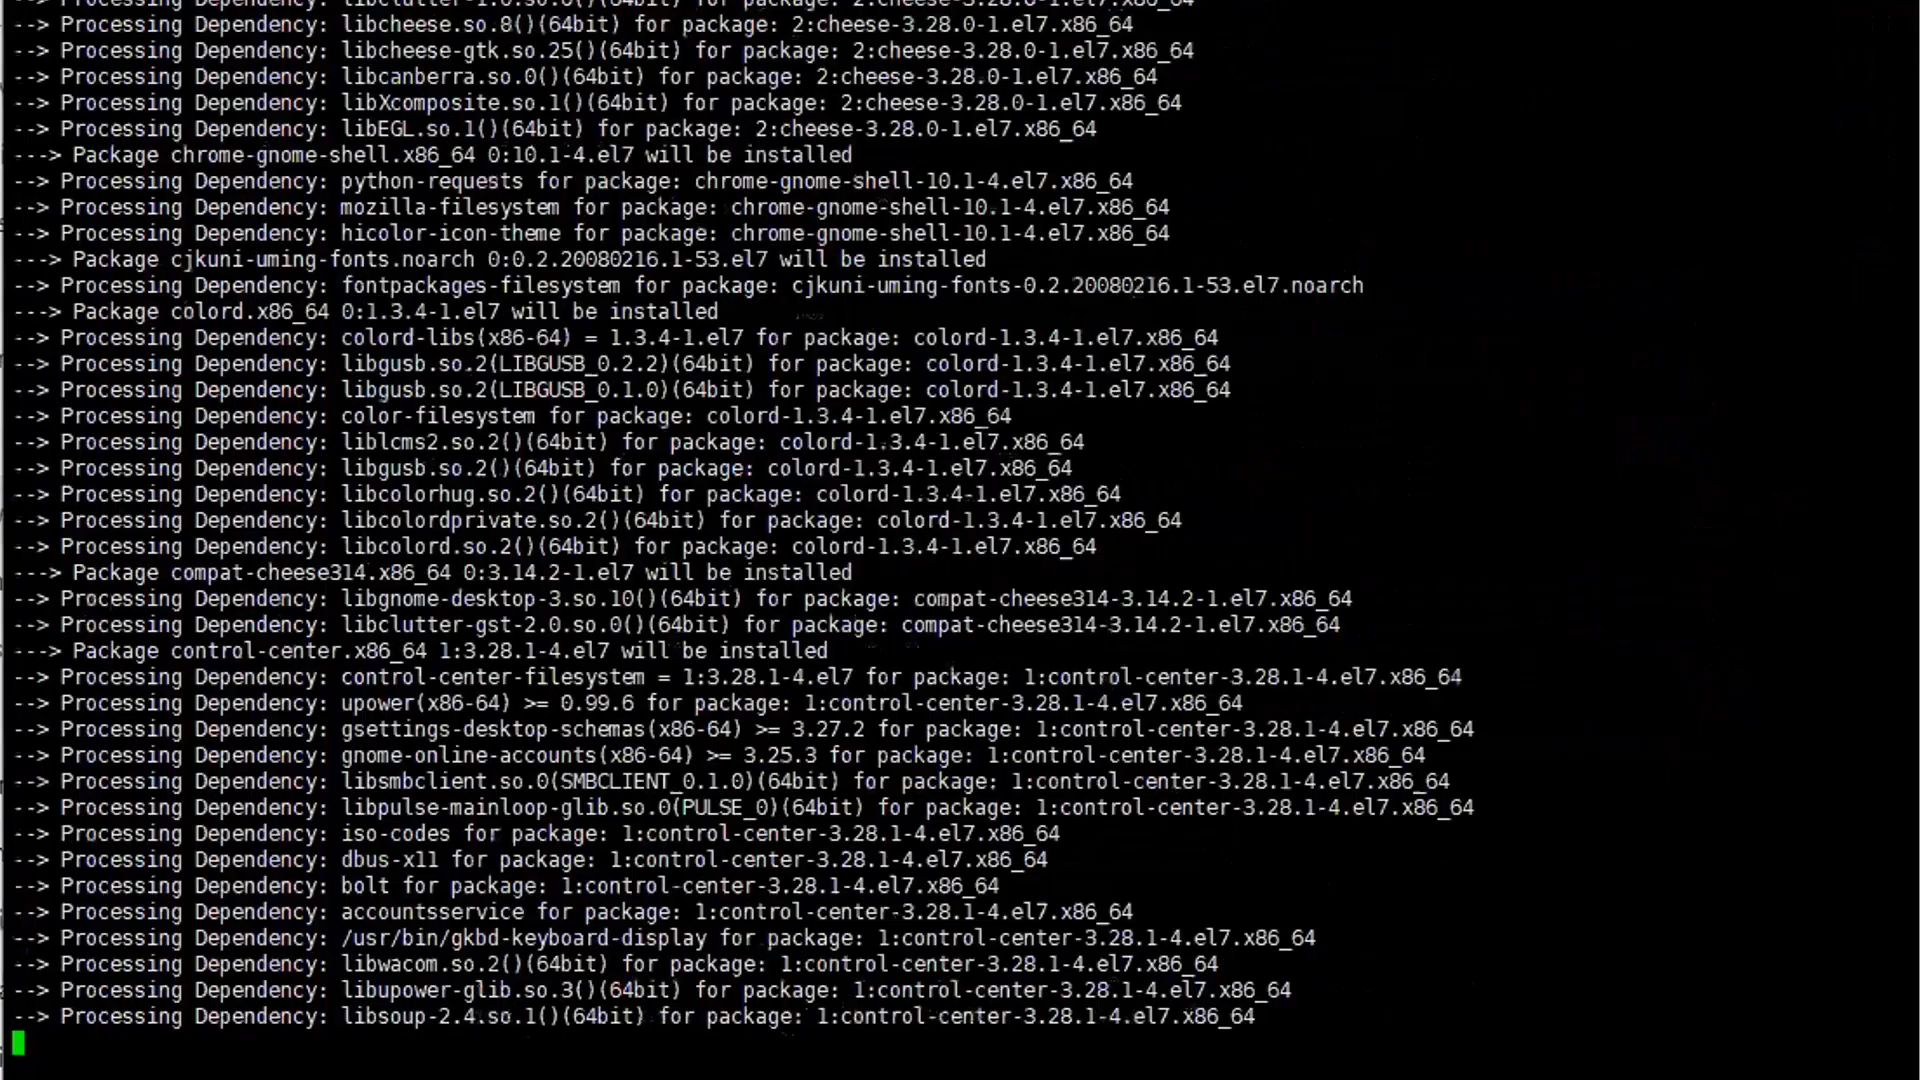 --> Processing Dependency: libclutter-1.0.so.0()(64bit) for package: 2:cheese-3.28.0-1.el7.x86_64
--> Processing Dependency: libcheese.so.8()(64bit) for package: 2:cheese-3.28.0-1.el7.x86_64
--> Processing Dependency: libcheese-gtk.so.25()(64bit) for package: 2:cheese-3.28.0-1.el7.x86_64
--> Processing Dependency: libcanberra.so.0()(64bit) for package: 2:cheese-3.28.0-1.el7.x86_64
--> Processing Dependency: libXcomposite.so.1()(64bit) for package: 2:cheese-3.28.0-1.el7.x86_64
--> Processing Dependency: libEGL.so.1()(64bit) for package: 2:cheese-3.28.0-1.el7.x86_64
---> Package chrome-gnome-shell.x86_64 0:10.1-4.el7 will be installed
--> Processing Dependency: python-requests for package: chrome-gnome-shell-10.1-4.el7.x86_64
--> Processing Dependency: mozilla-filesystem for package: chrome-gnome-shell-10.1-4.el7.x86_64
--> Processing Dependency: hicolor-icon-theme for package: chrome-gnome-shell-10.1-4.el7.x86_64
---> Package cjkuni-uming-fonts.noarch 0:0.2.20080216.1-53.el7 will be installed
--> Processing Dependency: fontpackages-filesystem for package: cjkuni-uming-fonts-0.2.20080216.1-53.el7.noarch
---> Package colord.x86_64 0:1.3.4-1.el7 will be installed
--> Processing Dependency: colord-libs(x86-64) = 1.3.4-1.el7 for package: colord-1.3.4-1.el7.x86_64
--> Processing Dependency: libgusb.so.2(LIBGUSB_0.2.2)(64bit) for package: colord-1.3.4-1.el7.x86_64
--> Processing Dependency: libgusb.so.2(LIBGUSB_0.1.0)(64bit) for package: colord-1.3.4-1.el7.x86_64
--> Processing Dependency: color-filesystem for package: colord-1.3.4-1.el7.x86_64
--> Processing Dependency: liblcms2.so.2()(64bit) for package: colord-1.3.4-1.el7.x86_64
--> Processing Dependency: libgusb.so.2()(64bit) for package: colord-1.3.4-1.el7.x86_64
--> Processing Dependency: libcolorhug.so.2()(64bit) for package: colord-1.3.4-1.el7.x86_64
--> Processing Dependency: libcolordprivate.so.2()(64bit) for package: colord-1.3.4-1.el7.x86_64
--> Processing Dependency: libcolord.so.2()(64bit) for package: colord-1.3.4-1.el7.x86_64
---> Package compat-cheese314.x86_64 0:3.14.2-1.el7 will be installed
--> Processing Dependency: libgnome-desktop-3.so.10()(64bit) for package: compat-cheese314-3.14.2-1.el7.x86_64
--> Processing Dependency: libclutter-gst-2.0.so.0()(64bit) for package: compat-cheese314-3.14.2-1.el7.x86_64
---> Package control-center.x86_64 1:3.28.1-4.el7 will be installed
--> Processing Dependency: control-center-filesystem = 1:3.28.1-4.el7 for package: 1:control-center-3.28.1-4.el7.x86_64
--> Processing Dependency: upower(x86-64) >= 0.99.6 for package: 1:control-center-3.28.1-4.el7.x86_64
--> Processing Dependency: gsettings-desktop-schemas(x86-64) >= 3.27.2 for package: 1:control-center-3.28.1-4.el7.x86_64
--> Processing Dependency: gnome-online-accounts(x86-64) >= 3.25.3 for package: 1:control-center-3.28.1-4.el7.x86_64
--> Processing Dependency: libsmbclient.so.0(SMBCLIENT_0.1.0)(64bit) for package: 1:control-center-3.28.1-4.el7.x86_64
--> Processing Dependency: libpulse-mainloop-glib.so.0(PULSE_0)(64bit) for package: 1:control-center-3.28.1-4.el7.x86_64
--> Processing Dependency: iso-codes for package: 1:control-center-3.28.1-4.el7.x86_64
--> Processing Dependency: dbus-x11 for package: 1:control-center-3.28.1-4.el7.x86_64
--> Processing Dependency: bolt for package: 1:control-center-3.28.1-4.el7.x86_64
--> Processing Dependency: accountsservice for package: 1:control-center-3.28.1-4.el7.x86_64
--> Processing Dependency: /usr/bin/gkbd-keyboard-display for package: 1:control-center-3.28.1-4.el7.x86_64
--> Processing Dependency: libwacom.so.2()(64bit) for package: 1:control-center-3.28.1-4.el7.x86_64
--> Processing Dependency: libupower-glib.so.3()(64bit) for package: 1:control-center-3.28.1-4.el7.x86_64
--> Processing Dependency: libsoup-2.4.so.1()(64bit) for package: 1:control-center-3.28.1-4.el7.x86_64